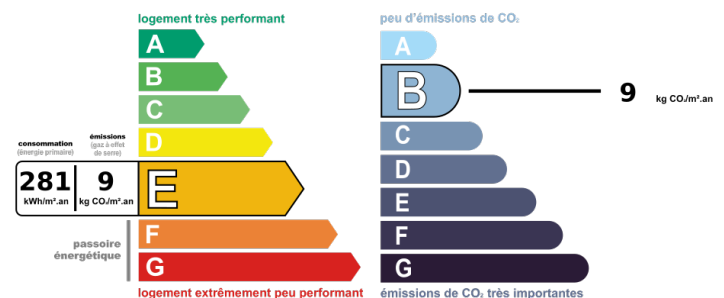 logement très performant
A
B
C
D
consommation
(énergie primaire)
émissions
(gaz à effet
de serre)
281
kWh/m².an
9
kg CO₂/m².an
E
F
G
passoire
énergétique
logement extrêmement peu performant
peu d'émissions de CO₂
A
B
9
kg CO₂/m².an
C
D
E
F
G
émissions de CO₂ très importantes